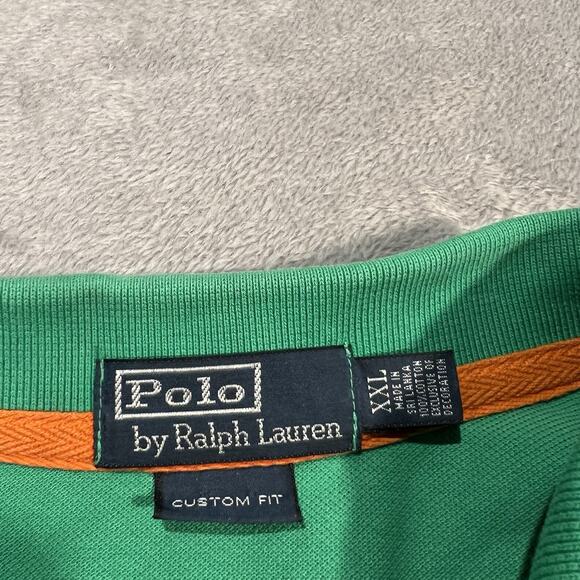 Polo
by Ralph Lauren
CUSTOM FIT
XXL
MADE IN
SRI LANKA
100% COTTON
EXCLUSIVE OF
DECORATION